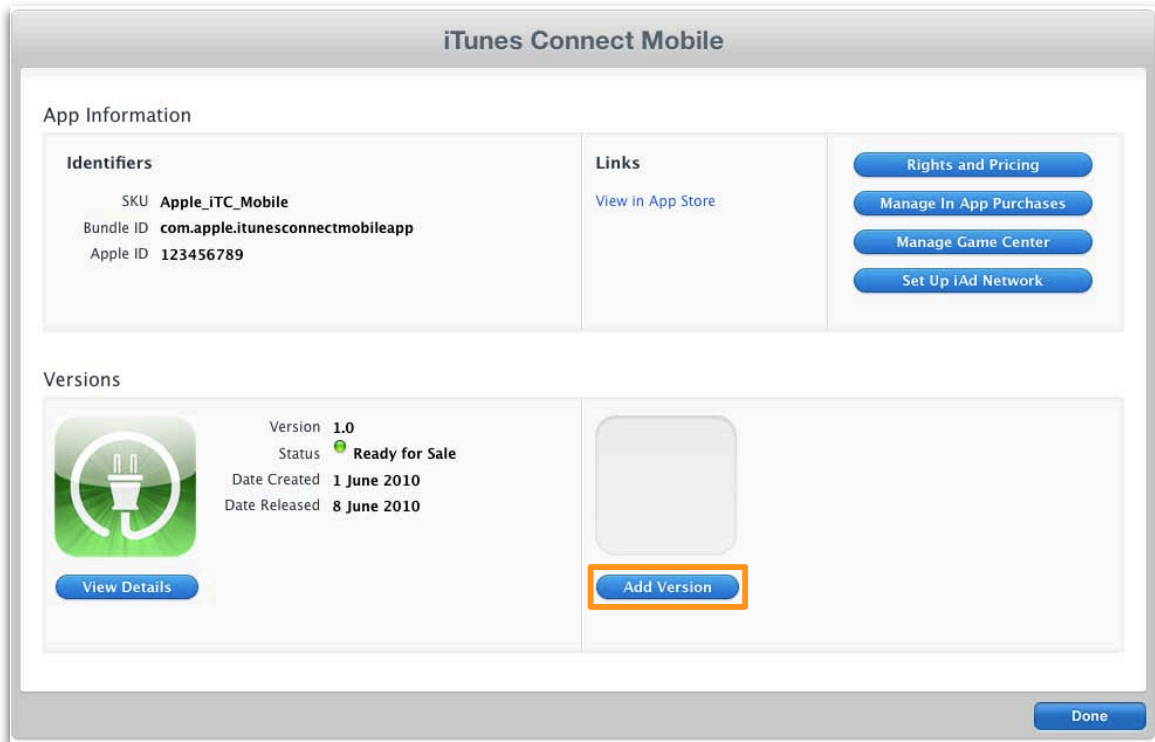 iTunes Connect Mobile
App Information
Identifiers
SKU Apple_iTC_Mobile
Bundle ID com.apple.itunesconnectmobileapp
Apple ID 123456789
Links
View in App Store
Rights and Pricing
Manage In App Purchases
Manage Game Center
Set Up iAd Network
Versions
Version 1.0
Status Ready for Sale
Date Created 1 June 2010
Date Released 8 June 2010
View Details
Add Version
Done